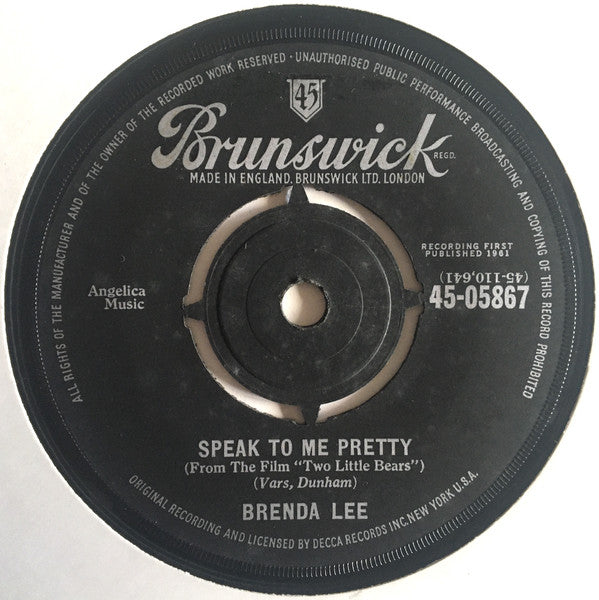 ALL RIGHTS OF THE MANUFACTURER AND OF THE OWNER OF THE RECORDED WORK RESERVED · UNAUTHORISED PUBLIC PERFORMANCE BROADCASTING AND COPYING OF THIS RECORD PROHIBITED
45
Brunswick
REGD.
MADE IN ENGLAND. BRUNSWICK LTD. LONDON
RECORDING FIRST
PUBLISHED 1961
(45-110,641)
45-05867
Angelica
Music
SPEAK TO ME PRETTY
(From The Film "Two Little Bears")
(Vars, Dunham)
BRENDA LEE
ORIGINAL RECORDING AND LICENSED BY DECCA RECORDS INC. NEW YORK U.S.A.